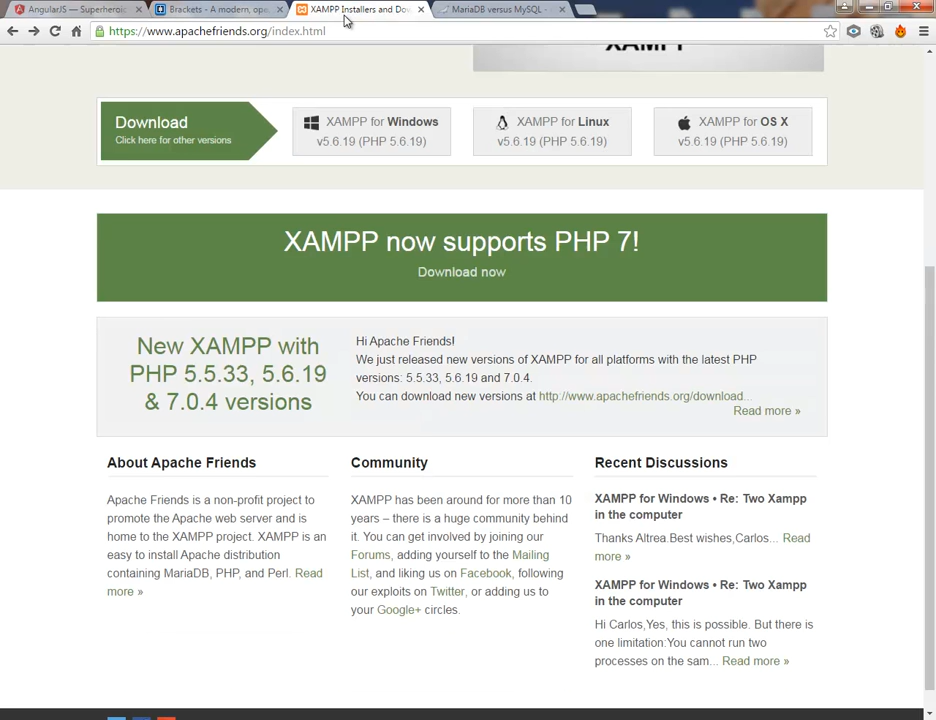 AngularJS — Superheroic
Brackets - A modern, ope
XAMPP Installers and Dow
MariaDB versus MySQL -
https://www.apachefriends.org/index.html
XAMPP
Download
Click here for other versions
XAMPP for Windows
v5.6.19 (PHP 5.6.19)
XAMPP for Linux
v5.6.19 (PHP 5.6.19)
XAMPP for OS X
v5.6.19 (PHP 5.6.19)
XAMPP now supports PHP 7!
Download now
New XAMPP with
PHP 5.5.33, 5.6.19
& 7.0.4 versions
Hi Apache Friends!
We just released new versions of XAMPP for all platforms with the latest PHP
versions: 5.5.33, 5.6.19 and 7.0.4.
You can download new versions at http://www.apachefriends.org/download...
Read more »
About Apache Friends
Apache Friends is a non-profit project to
promote the Apache web server and is
home to the XAMPP project. XAMPP is an
easy to install Apache distribution
containing MariaDB, PHP, and Perl. Read
more »
Community
XAMPP has been around for more than 10
years – there is a huge community behind
it. You can get involved by joining our
Forums, adding yourself to the Mailing
List, and liking us on Facebook, following
our exploits on Twitter, or adding us to
your Google+ circles.
Recent Discussions
XAMPP for Windows • Re: Two Xampp
in the computer
Thanks Altrea.Best wishes,Carlos... Read
more »
XAMPP for Windows • Re: Two Xampp
in the computer
Hi Carlos,Yes, this is possible. But there is
one limitation:You cannot run two
processes on the sam... Read more »